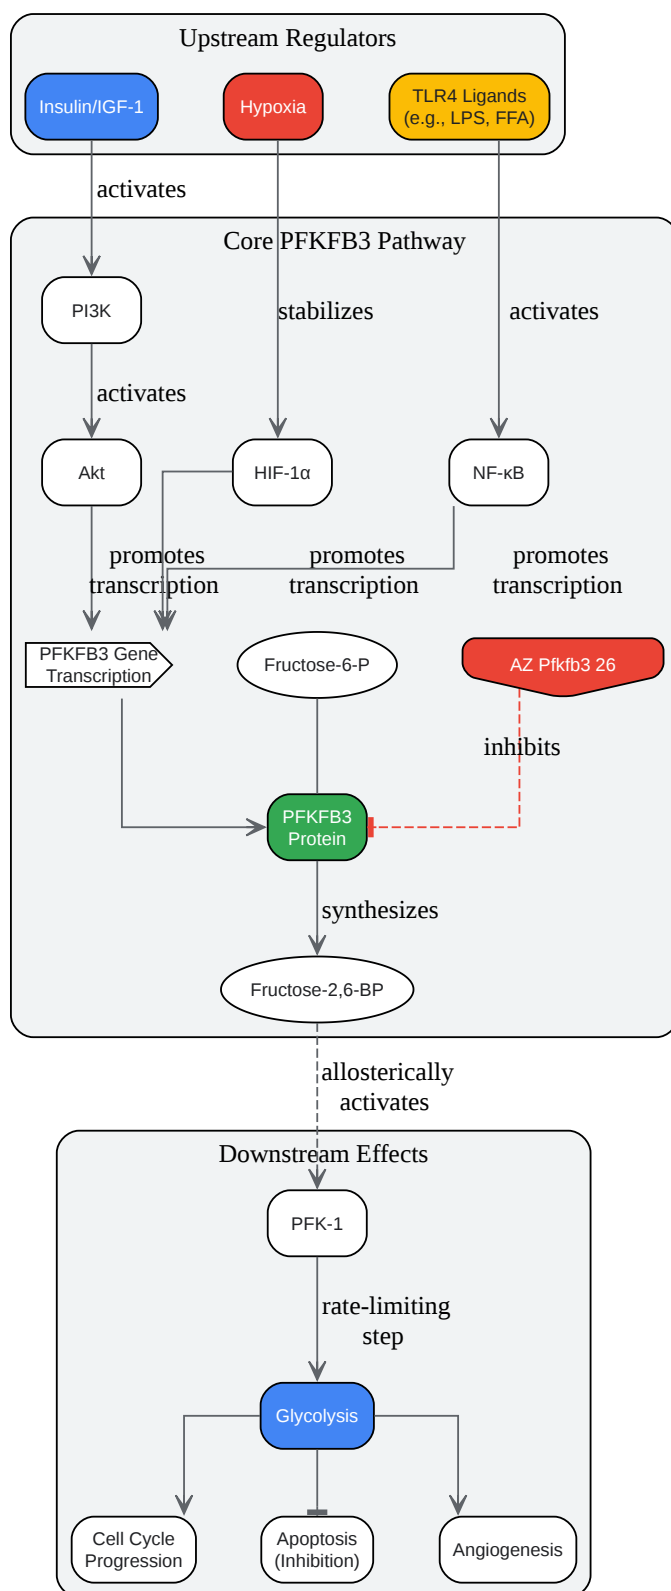 Upstream Regulators
Insulin/IGF-1
Hypoxia
TLR4 Ligands
(e.g., LPS, FFA)
activates
Core PFKFB3 Pathway
PI3K
stabilizes
activates
activates
Akt
HIF-1α
NF-κB
promotes
transcription
promotes
transcription
promotes
transcription
PFKFB3 Gene
Transcription
Fructose-6-P
AZ Pfkfb3 26
inhibits
PFKFB3
Protein
synthesizes
Fructose-2,6-BP
allosterically
activates
Downstream Effects
PFK-1
rate-limiting
step
Glycolysis
Cell Cycle
Progression
Apoptosis
(Inhibition)
Angiogenesis